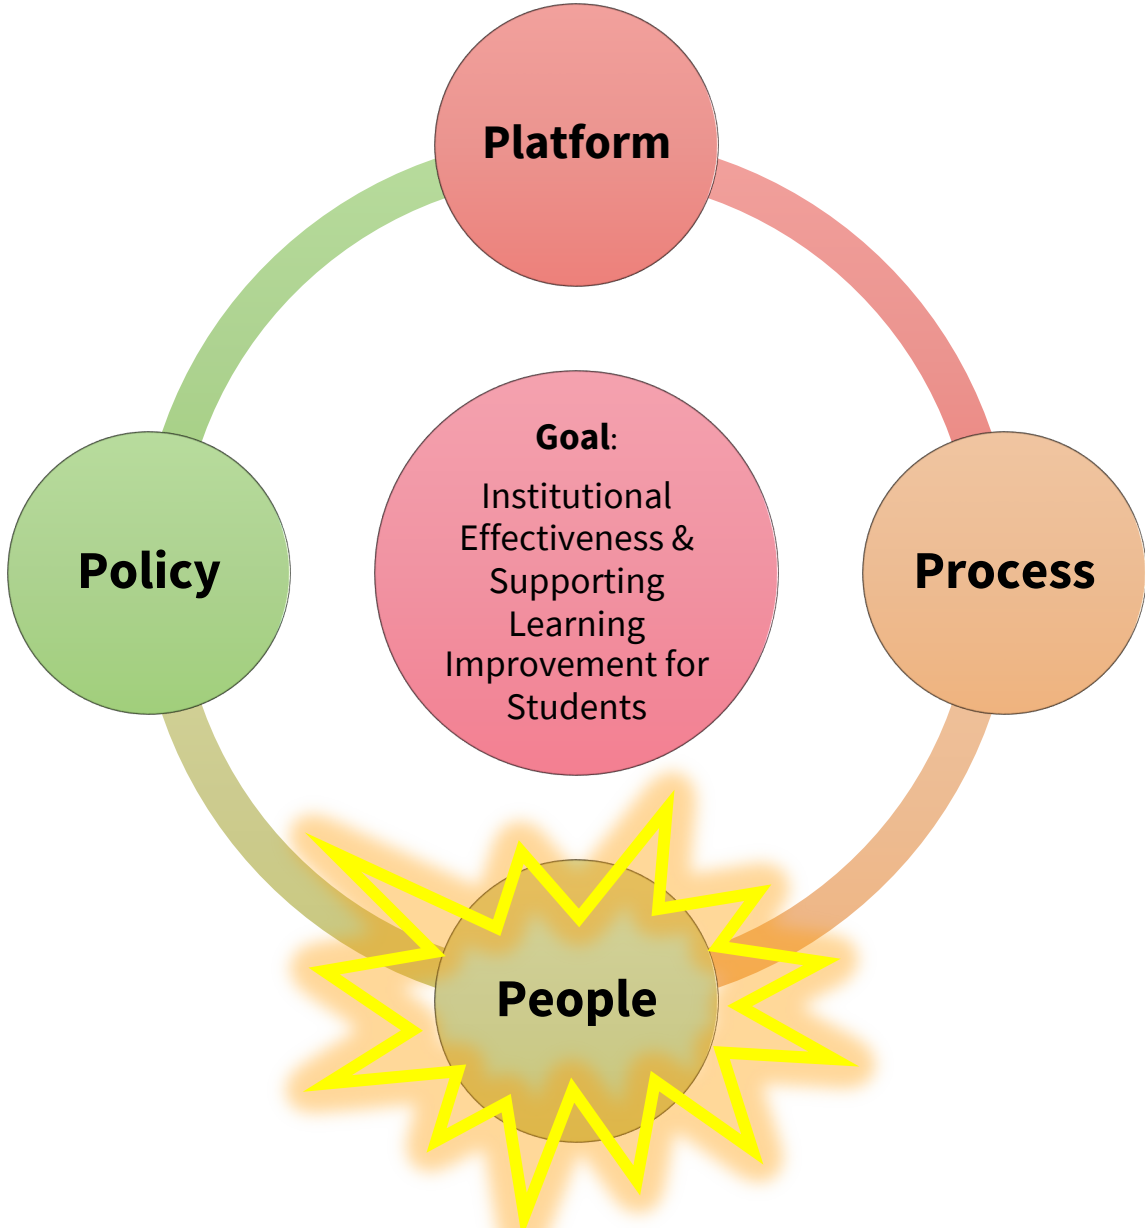 Platform
Goal:
Institutional
Effectiveness &
Supporting
Learning
Improvement for
Students
Policy
Process
People